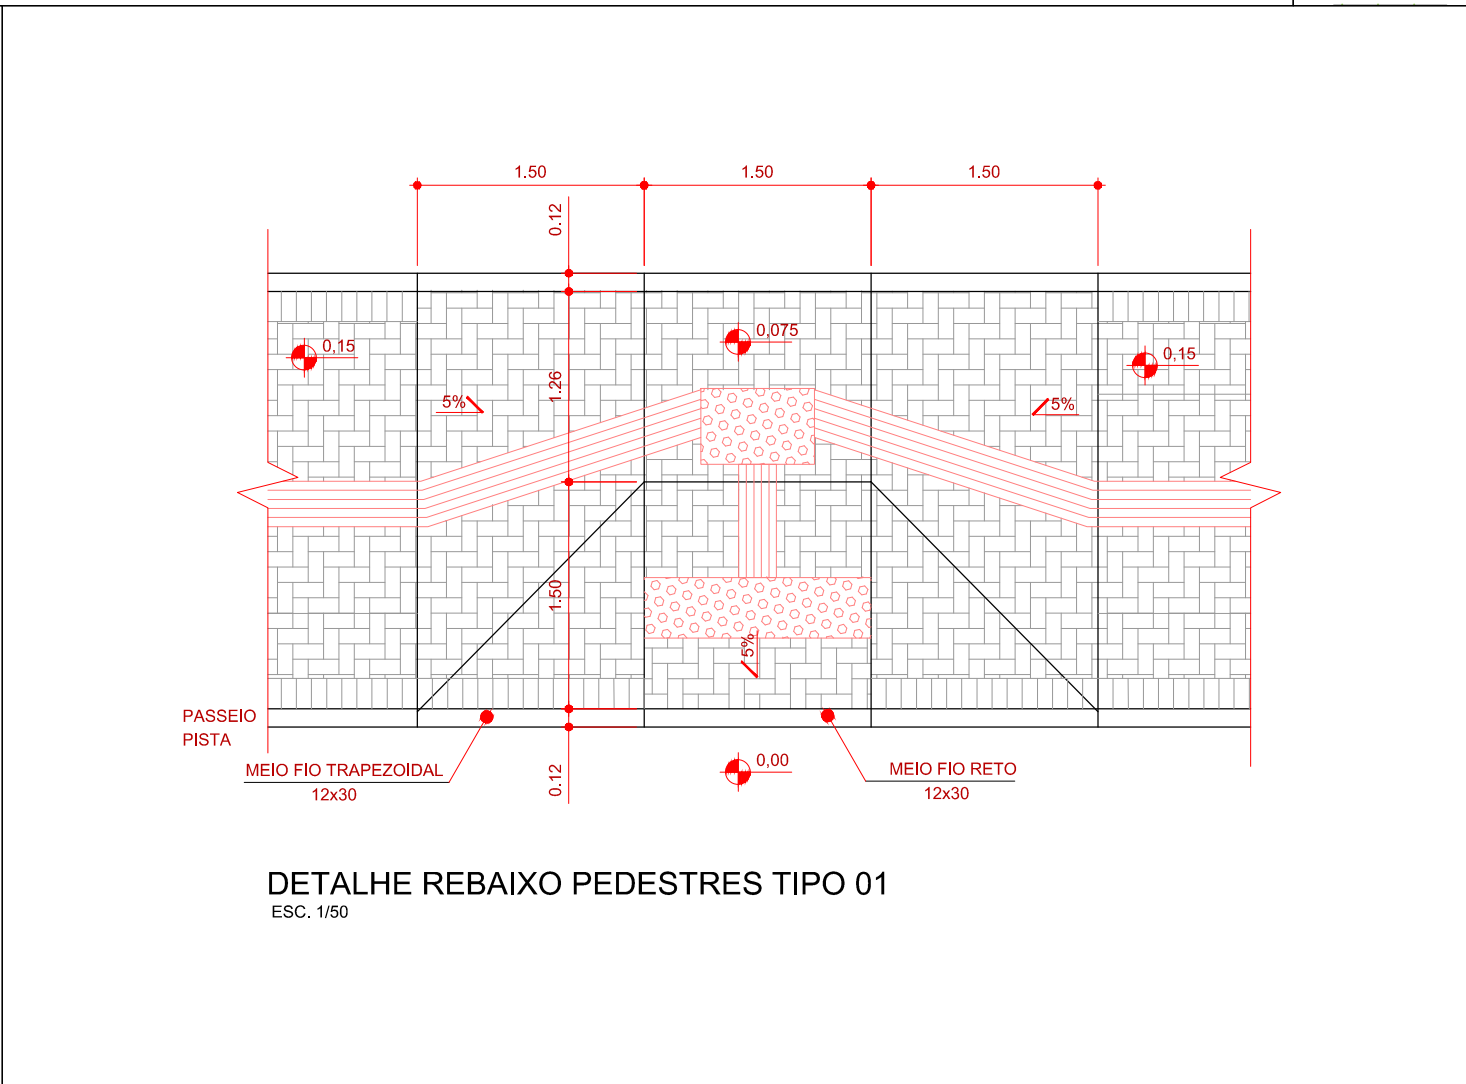 1.50
1.50
1.50
0.12
0,075
0,15
0,15
1.26
5%
5%
1.50
5%
PASSEIO
PISTA
MEIO FIO TRAPEZOIDAL
12x30
0.12
0,00
MEIO FIO RETO
12x30
DETALHE REBAIXO PEDESTRES TIPO 01
ESC. 1/50